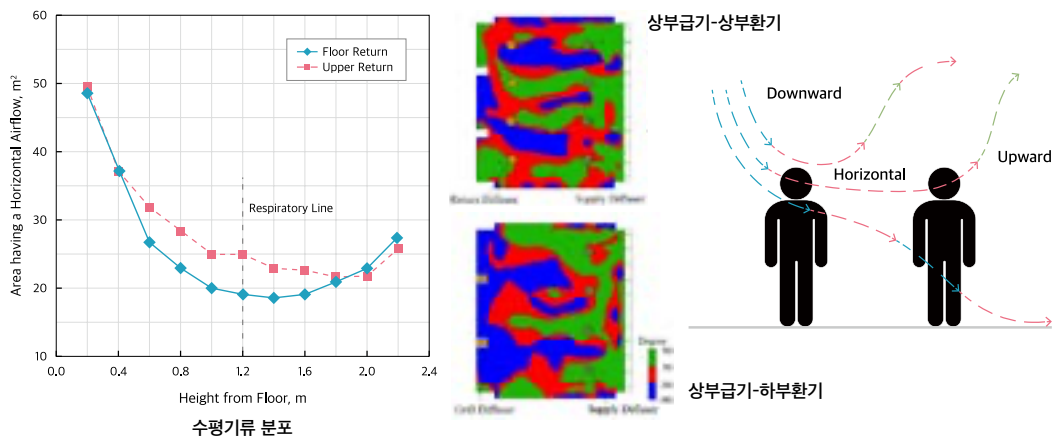 60
50
40
30
20
10
0.0
0.4
0.8
1.2
1.6
2.0
2.4
Area having a Horizontal Airflow, m²
Height from Floor, m
Floor Return
Upper Return
Respiratory Line
수평기류 분포
상부급기-상부환기
Return Diffuser
Supply Diffuser
Supply Diffuser
Degree
Downward
Horizontal
Upward
상부급기-하부환기